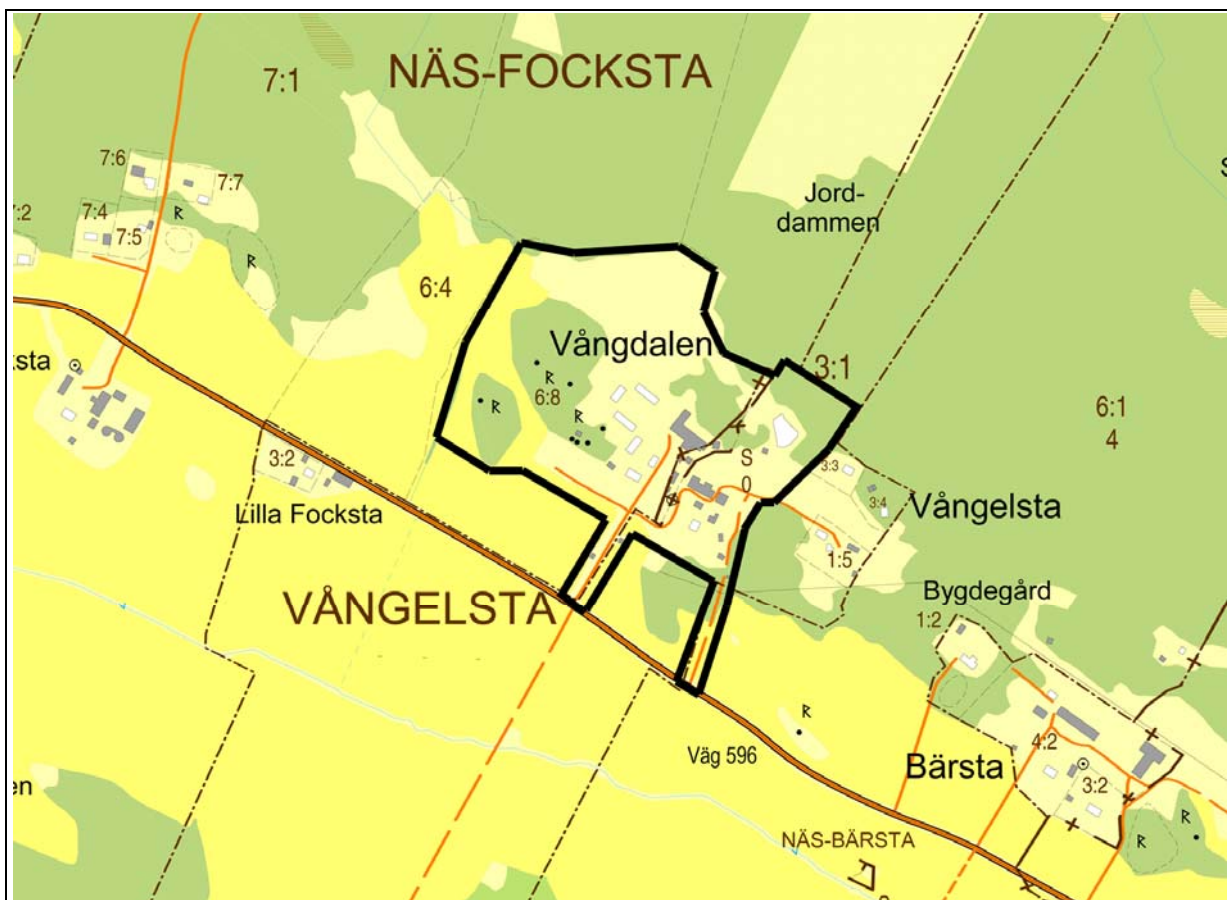 NÄS-FOCKSTA
7:1
7:6
7:7
7:4
7:2
7:5
R
R
Jord-
dammen
6:4
Vångdalen
3:1
R
6:8
R
R
6:1
4
S
0
3:3
3:4
Vångelsta
3:2
Lilla Focksta
1:5
VÅNGELSTA
Bygdegård
1:2
R
Väg 596
4:2
Bärsta
3:2
NÄS-BÄRSTA
R
R